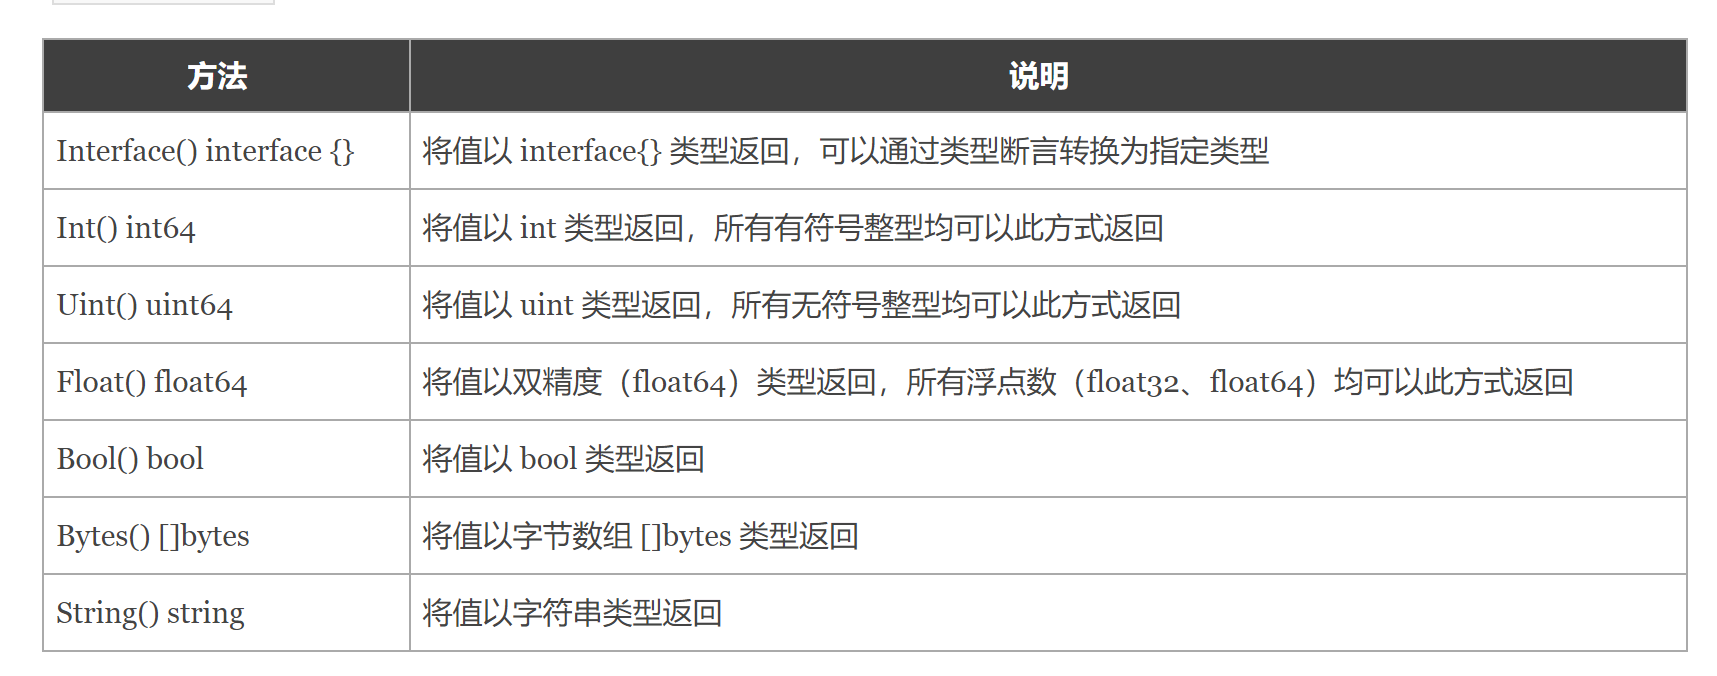 方法 说明
Interface() interface {} 将值以 interface{} 类型返回，可以通过类型断言转换为指定类型
Int() int64 将值以 int 类型返回，所有有符号整型均可以此方式返回
Uint() uint64 将值以 uint 类型返回，所有无符号整型均可以此方式返回
Float() float64 将值以双精度（float64）类型返回，所有浮点数（float32、float64）均可以此方式返回
Bool() bool 将值以 bool 类型返回
Bytes() []bytes 将值以字节数组 []bytes 类型返回
String() string 将值以字符串类型返回